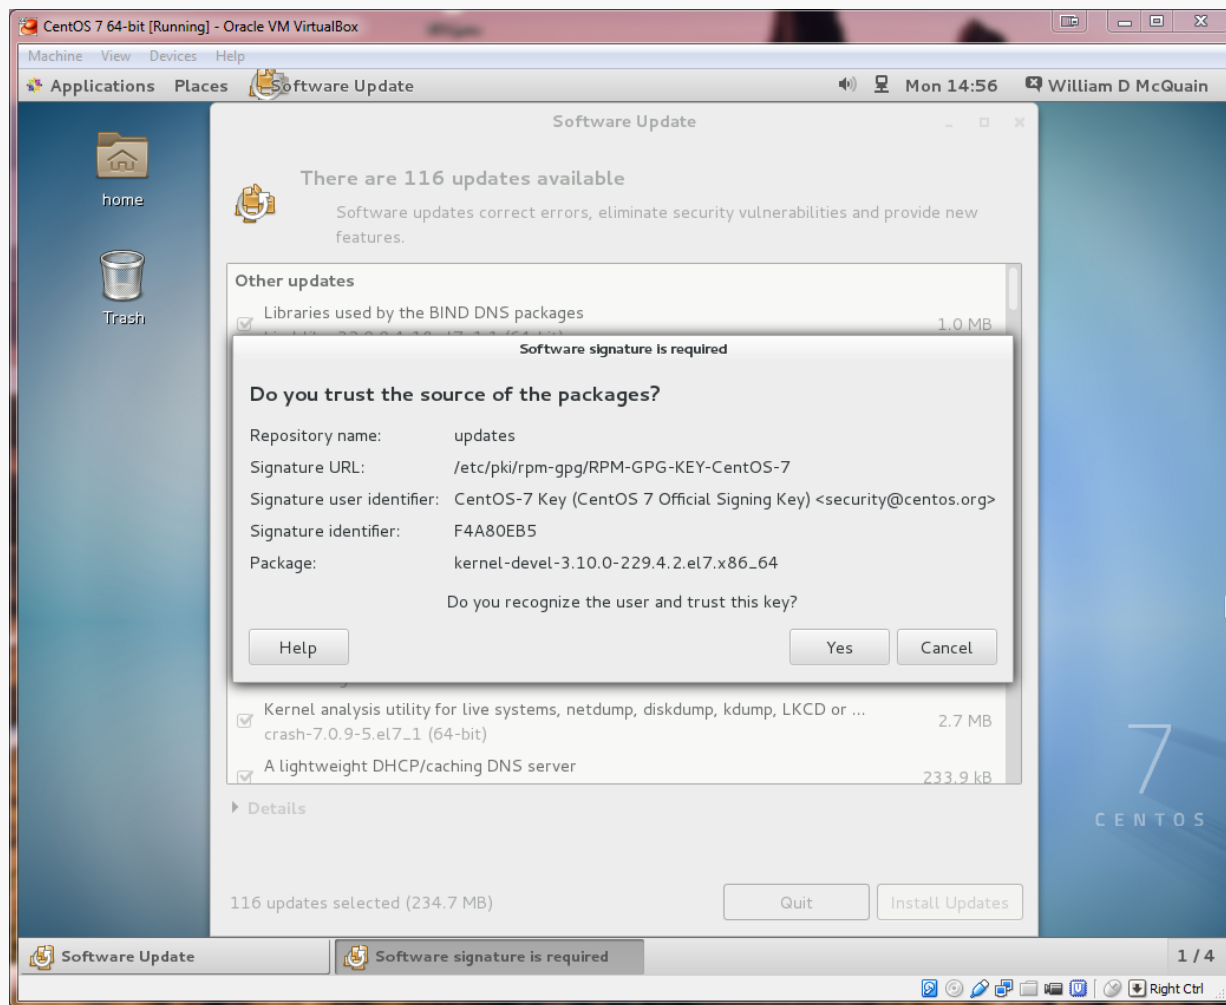 CentOS 7 64-bit [Running] - Oracle VM VirtualBox
Machine View Devices Help
Applications Places Software Update Mon 14:56 William D McQuain
Software Update
home
There are 116 updates available
Software updates correct errors, eliminate security vulnerabilities and provide new
features.
Trash
Other updates
Libraries used by the BIND DNS packages
1.0 MB
Software signature is required
Do you trust the source of the packages?
Repository name: updates
Signature URL: /etc/pki/rpm-gpg/RPM-GPG-KEY-CentOS-7
Signature user identifier: CentOS-7 Key (CentOS 7 Official Signing Key) <security@centos.org>
Signature identifier: F4A80EB5
Package: kernel-devel-3.10.0-229.4.2.el7.x86_64
Do you recognize the user and trust this key?
Help Yes Cancel
Kernel analysis utility for live systems, netdump, diskdump, kdump, LKCD or ...
crash-7.0.9-5.el7_1 (64-bit)
2.7 MB
A lightweight DHCP/caching DNS server
233.9 kB
Details
7
CENTOS
116 updates selected (234.7 MB)
Quit Install Updates
Software Update Software signature is required 1 / 4
Right Ctrl